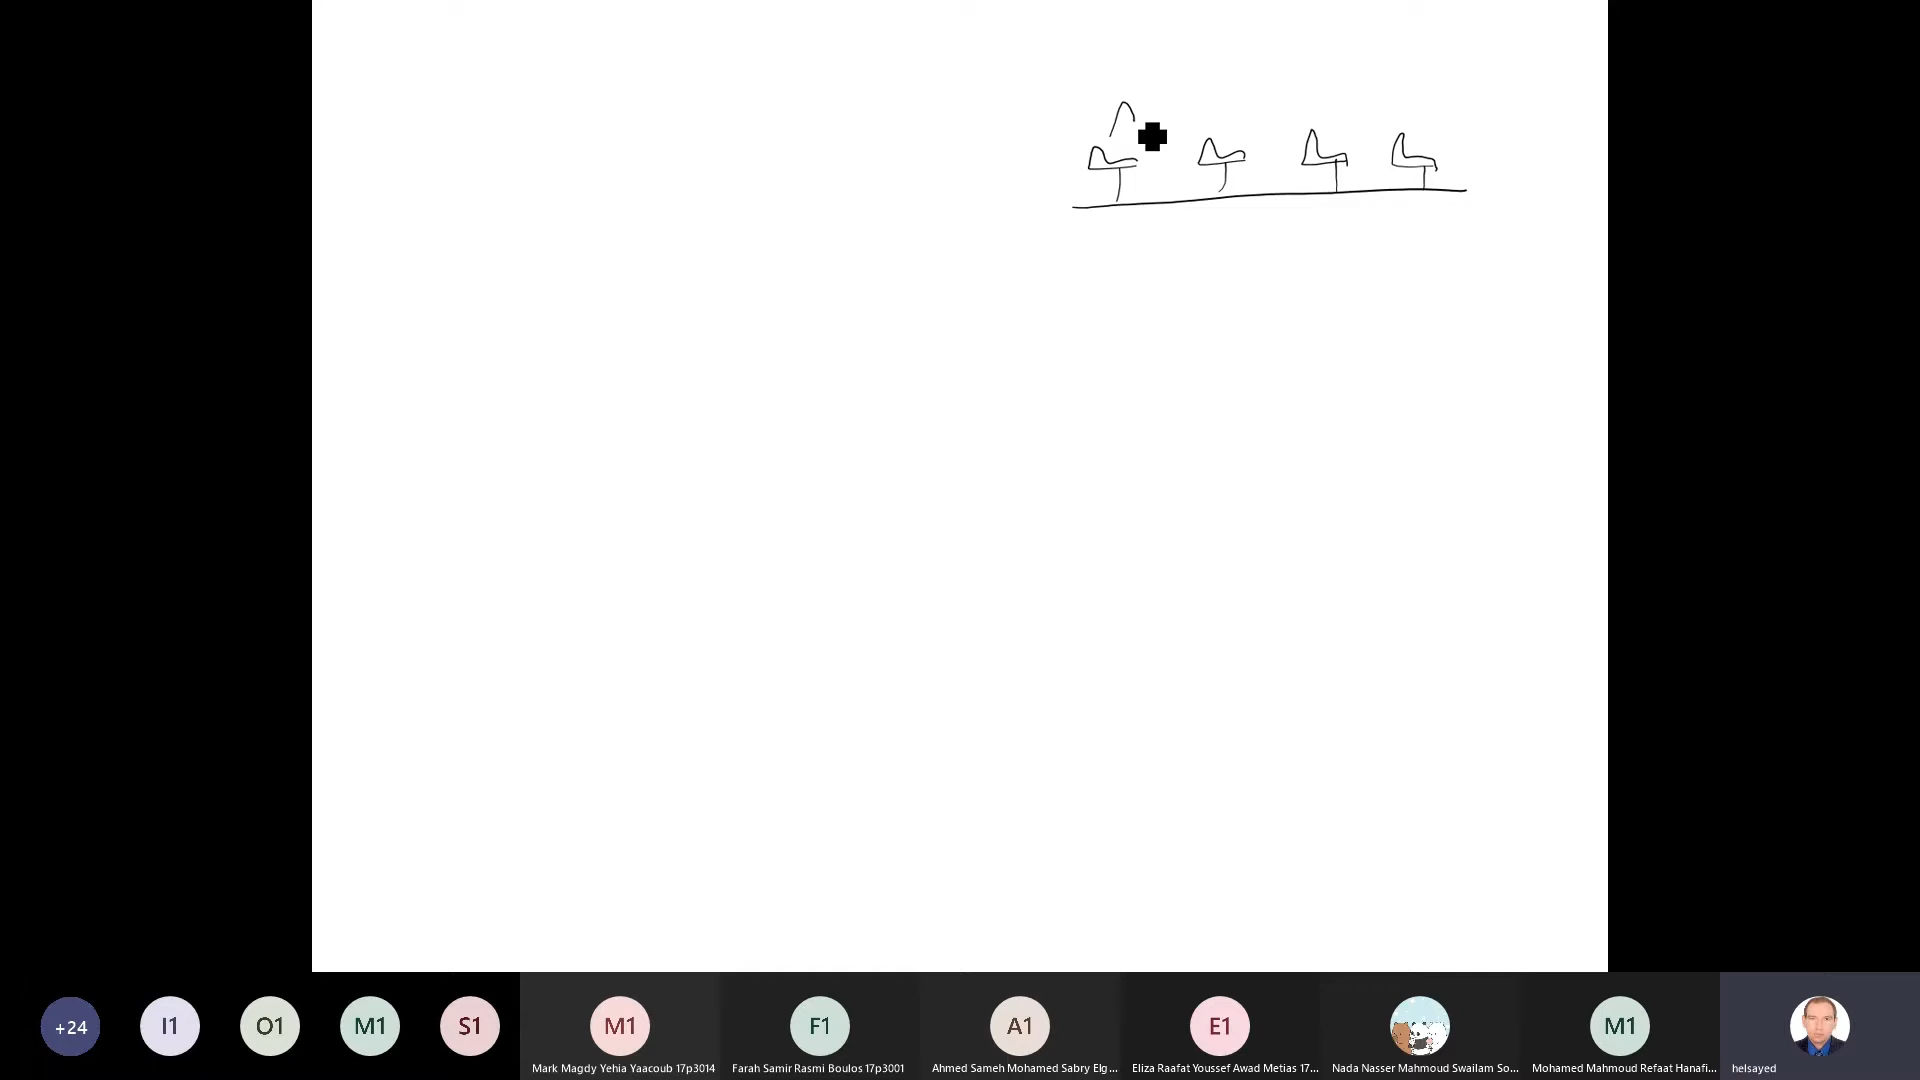 +24
I1
O1
M1
S1
M1
F1
A1
E1
M1
Mark Magdy Yehia Yaacoub 17p3014
Farah Samir Rasmi Boulos 17p3001
Ahmed Sameh Mohamed Sabry Elg...
Eliza Raafat Youssef Awad Metias 17...
Nada Nasser Mahmoud Swailam So...
Mohamed Mahmoud Refaat Hanafi...
helsayed